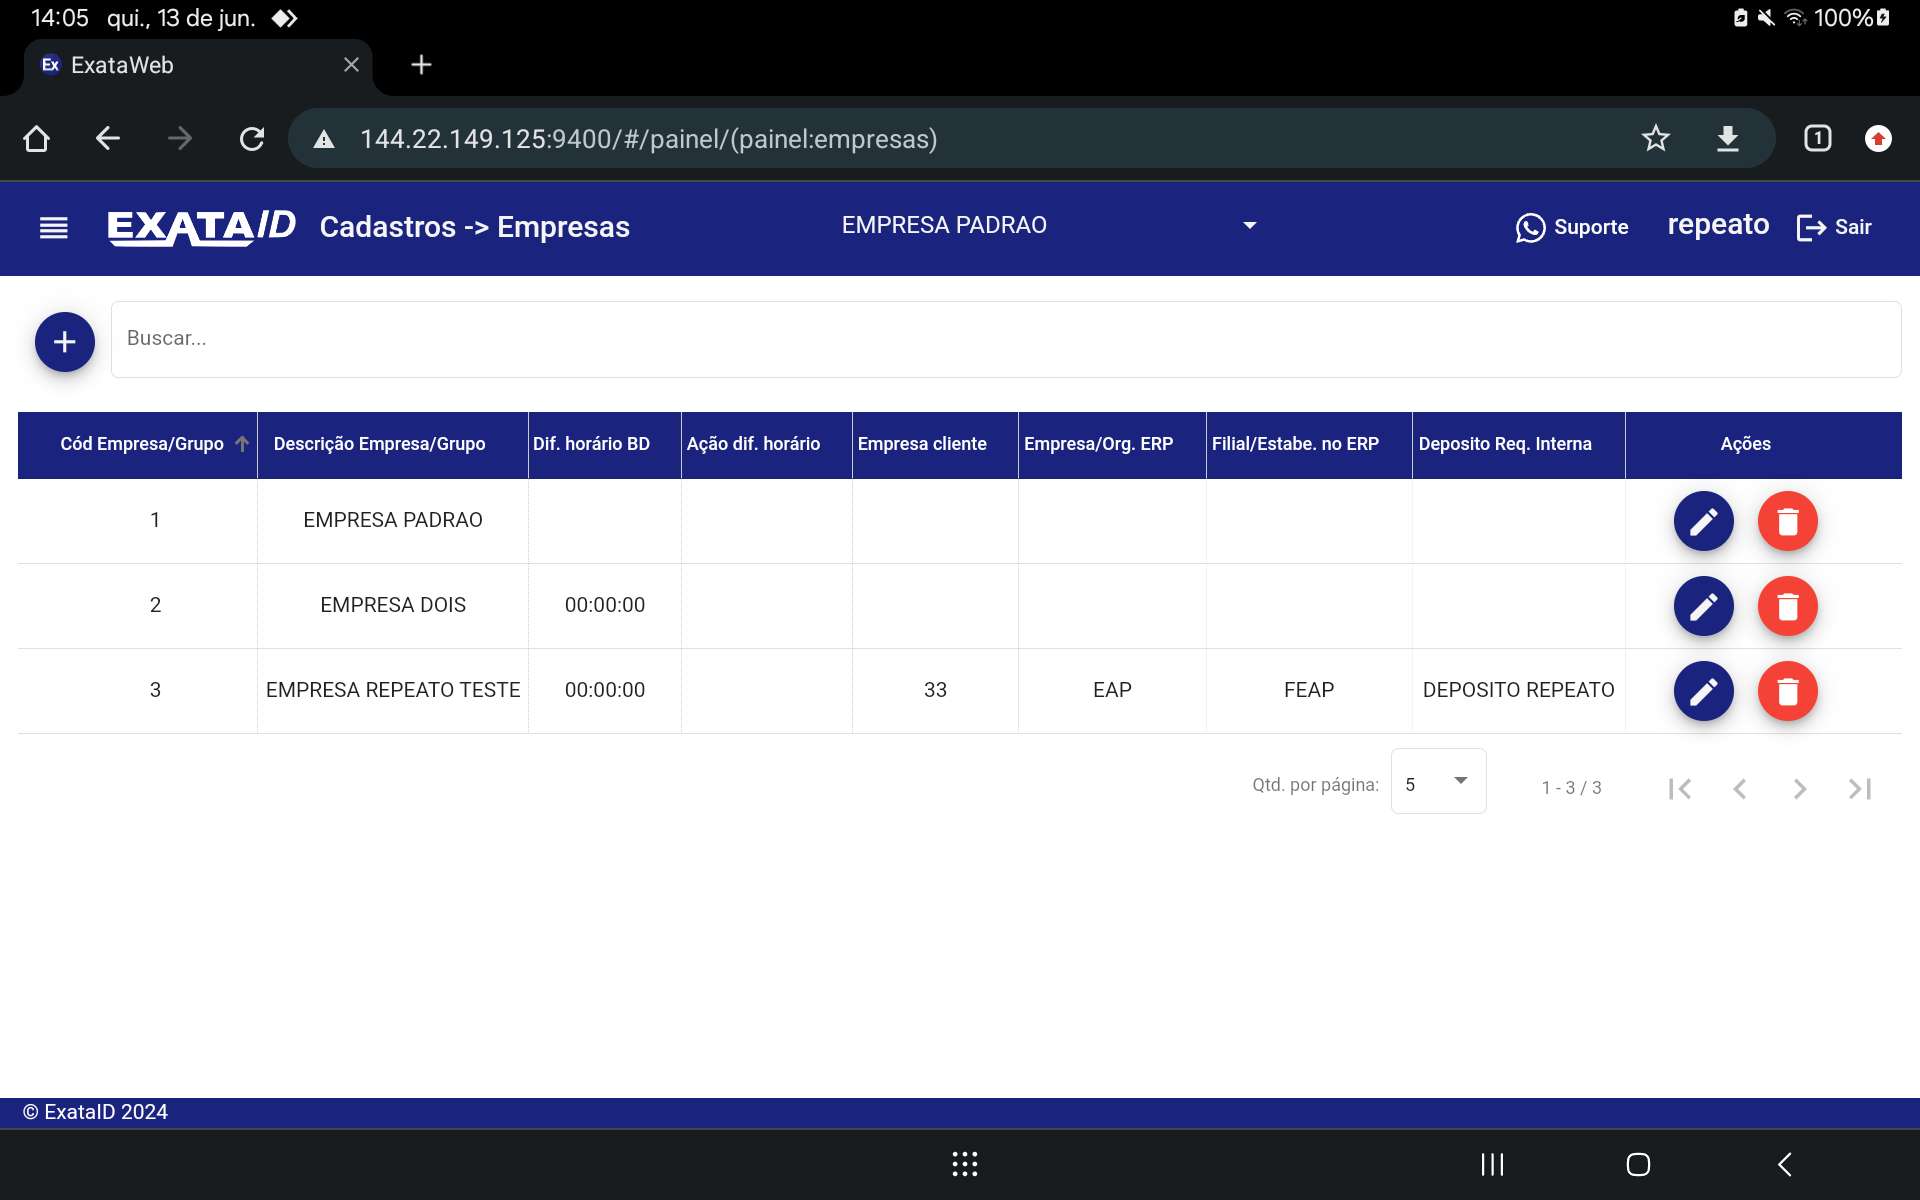 14:05 qui., 13 de jun. 100%
Ex ExataWeb
144.22.149.125:9400/#/painel/(painel:empresas) 1
EXATAID Cadastros -> Empresas EMPRESA PADRAO Suporte repeato Sair
Buscar...
Cód Empresa/Grupo Descrição Empresa/Grupo Dif. horário BD Ação dif. horário Empresa cliente Empresa/Org. ERP Filial/Estabe. no ERP Deposito Req. Interna Ações
1 EMPRESA PADRAO
2 EMPRESA DOIS 00:00:00
3 EMPRESA REPEATO TESTE 00:00:00 33 EAP FEAP DEPOSITO REPEATO
Qtd. por página: 5 1 - 3 / 3
© ExataID 2024